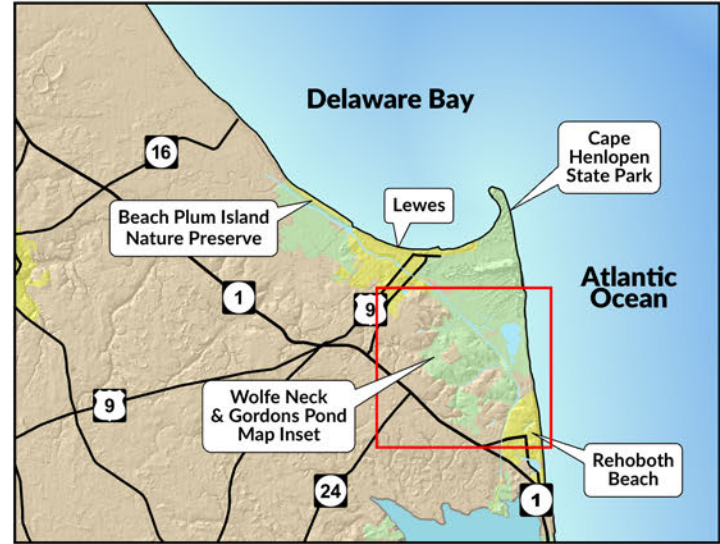 Delaware Bay
Cape
Henlopen
State Park
16
Lewes
Beach Plum Island
Nature Preserve
Atlantic
Ocean
1
9
9
Wolfe Neck
& Gordons Pond
Map Inset
Rehoboth
Beach
24
1